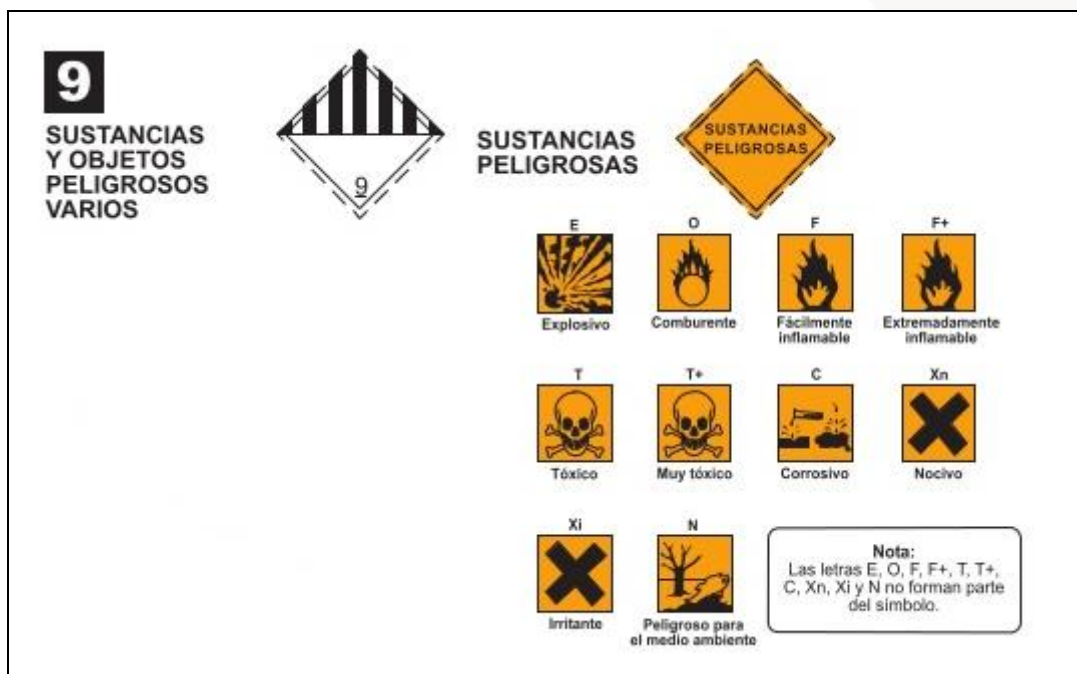 9
SUSTANCIAS
Y OBJETOS
PELIGROSOS
VARIOS
9
SUSTANCIAS
PELIGROSAS
SUSTANCIAS
PELIGROSAS
E
Explosivo
O
Comburente
F
Fácilmente
inflamable
F+
Extremadamente
inflamable
T
Tóxico
T+
Muy tóxico
C
Corrosivo
Xn
Nocivo
Xi
Irritante
N
Peligroso para
el medio ambiente
Nota:
Las letras E, O, F, F+, T, T+,
C, Xn, Xi y N no forman parte
del simbolo.